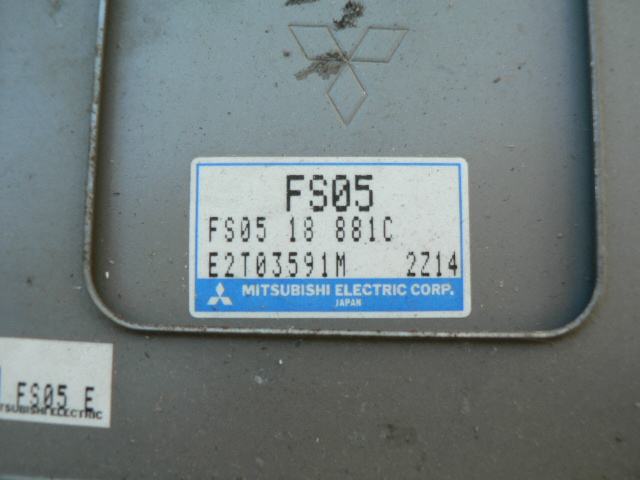 FS05
FS05 18 881C
E2T03591M 2Z14
MITSUBISHI ELECTRIC CORP.
JAPAN
FS05 E